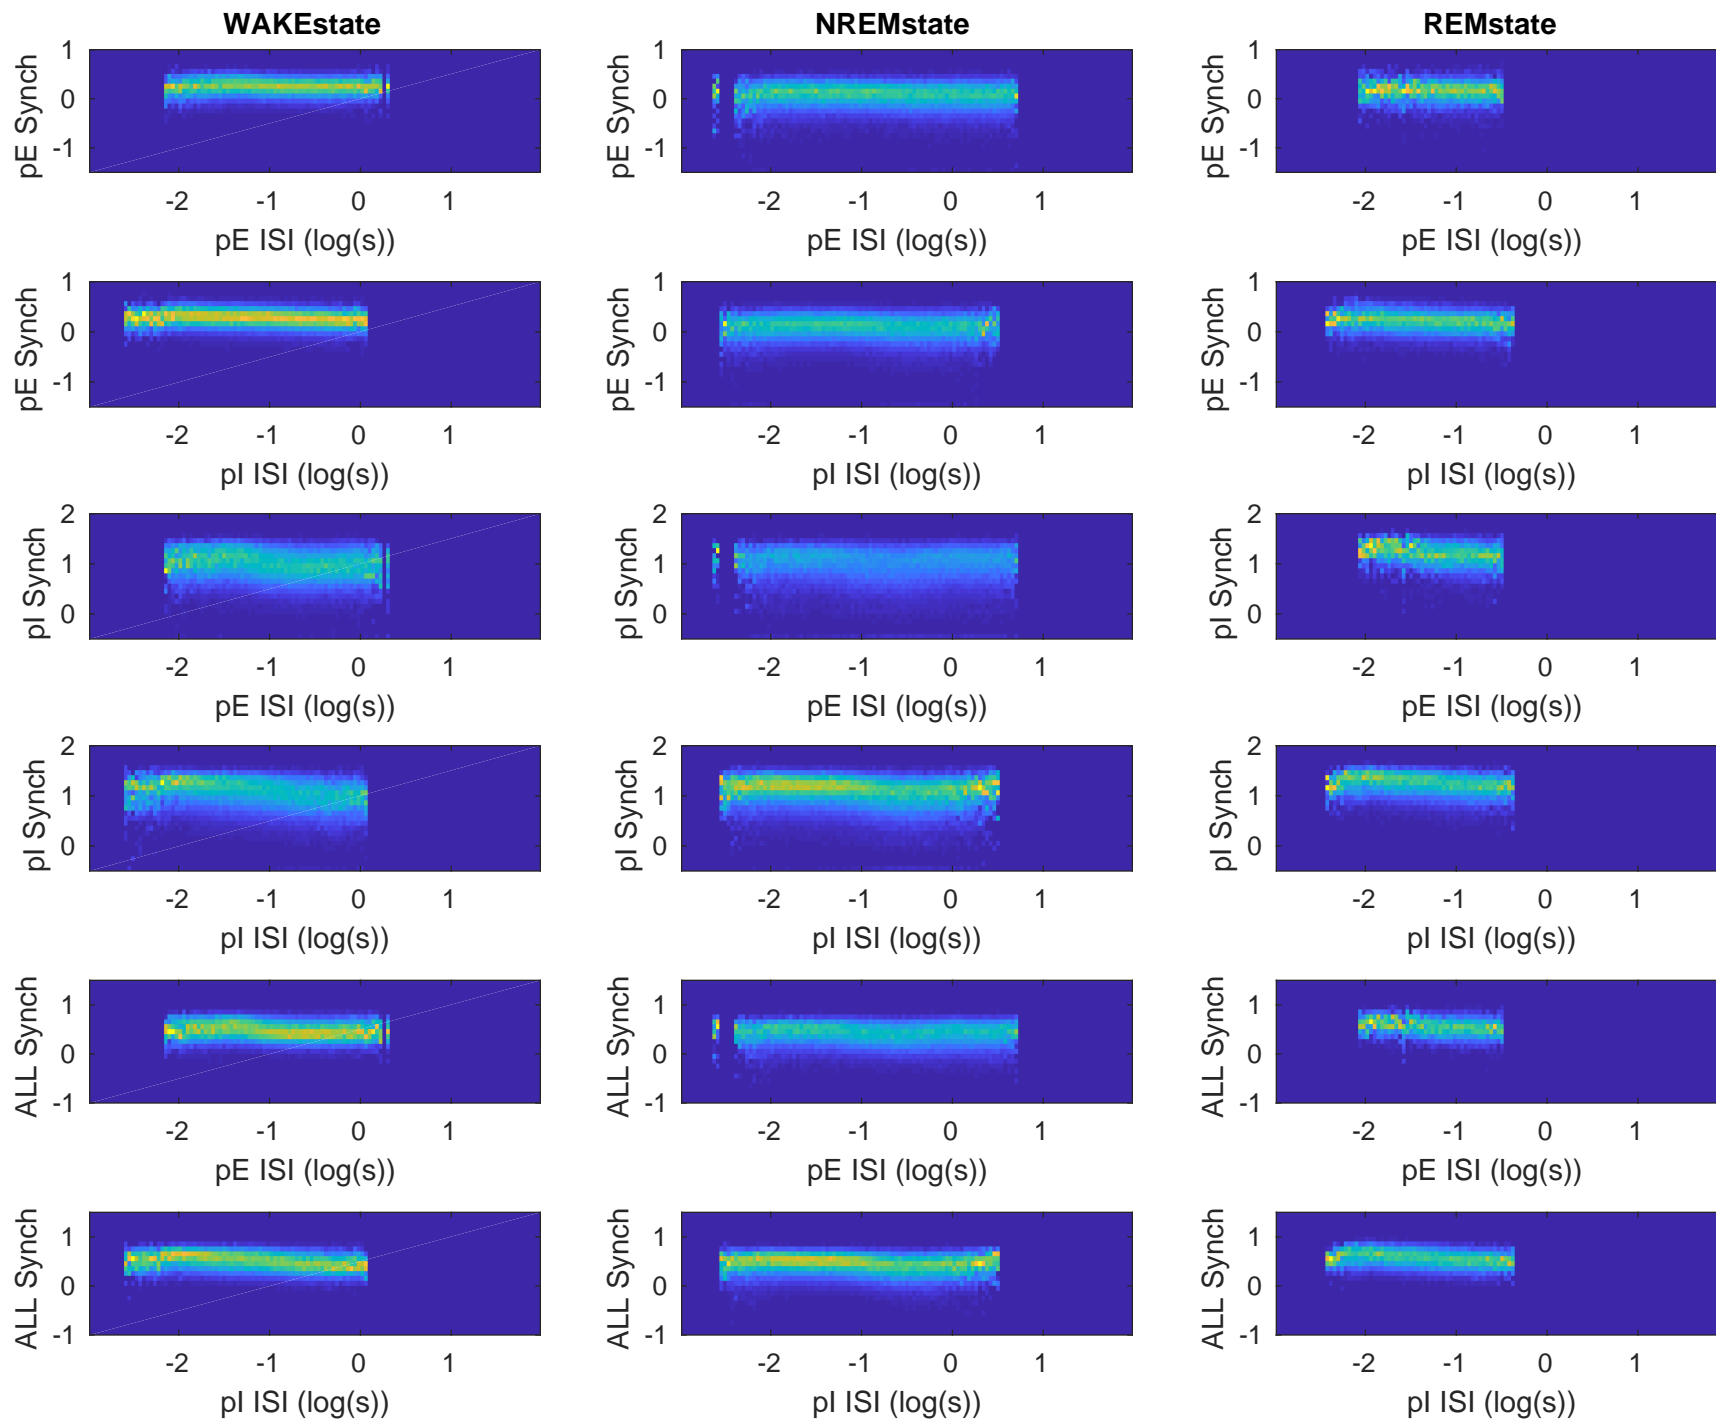 WAKEstate NREMstate REMstate
1 1 1
pE Synch pE Synch pE Synch
0 0 0
-1 -1 -1
-2 -1 0 1 -2 -1 0 1 -2 -1 0 1
pE ISI (log(s)) pE ISI (log(s)) pE ISI (log(s))
1 1 1
pE Synch pE Synch pE Synch
0 0 0
-1 -1 -1
-2 -1 0 1 -2 -1 0 1 -2 -1 0 1
pI ISI (log(s)) pI ISI (log(s)) pI ISI (log(s))
2 2 2
pI Synch pI Synch pI Synch
1 1 1
0 0 0
-2 -1 0 1 -2 -1 0 1 -2 -1 0 1
pE ISI (log(s)) pE ISI (log(s)) pE ISI (log(s))
2 2 2
pI Synch pI Synch pI Synch
1 1 1
0 0 0
-2 -1 0 1 -2 -1 0 1 -2 -1 0 1
pI ISI (log(s)) pI ISI (log(s)) pI ISI (log(s))
ALL Synch ALL Synch ALL Synch
1 1 1
0 0 0
-1 -1 -1
-2 -1 0 1 -2 -1 0 1 -2 -1 0 1
pE ISI (log(s)) pE ISI (log(s)) pE ISI (log(s))
ALL Synch ALL Synch ALL Synch
1 1 1
0 0 0
-1 -1 -1
-2 -1 0 1 -2 -1 0 1 -2 -1 0 1
pI ISI (log(s)) pI ISI (log(s)) pI ISI (log(s))